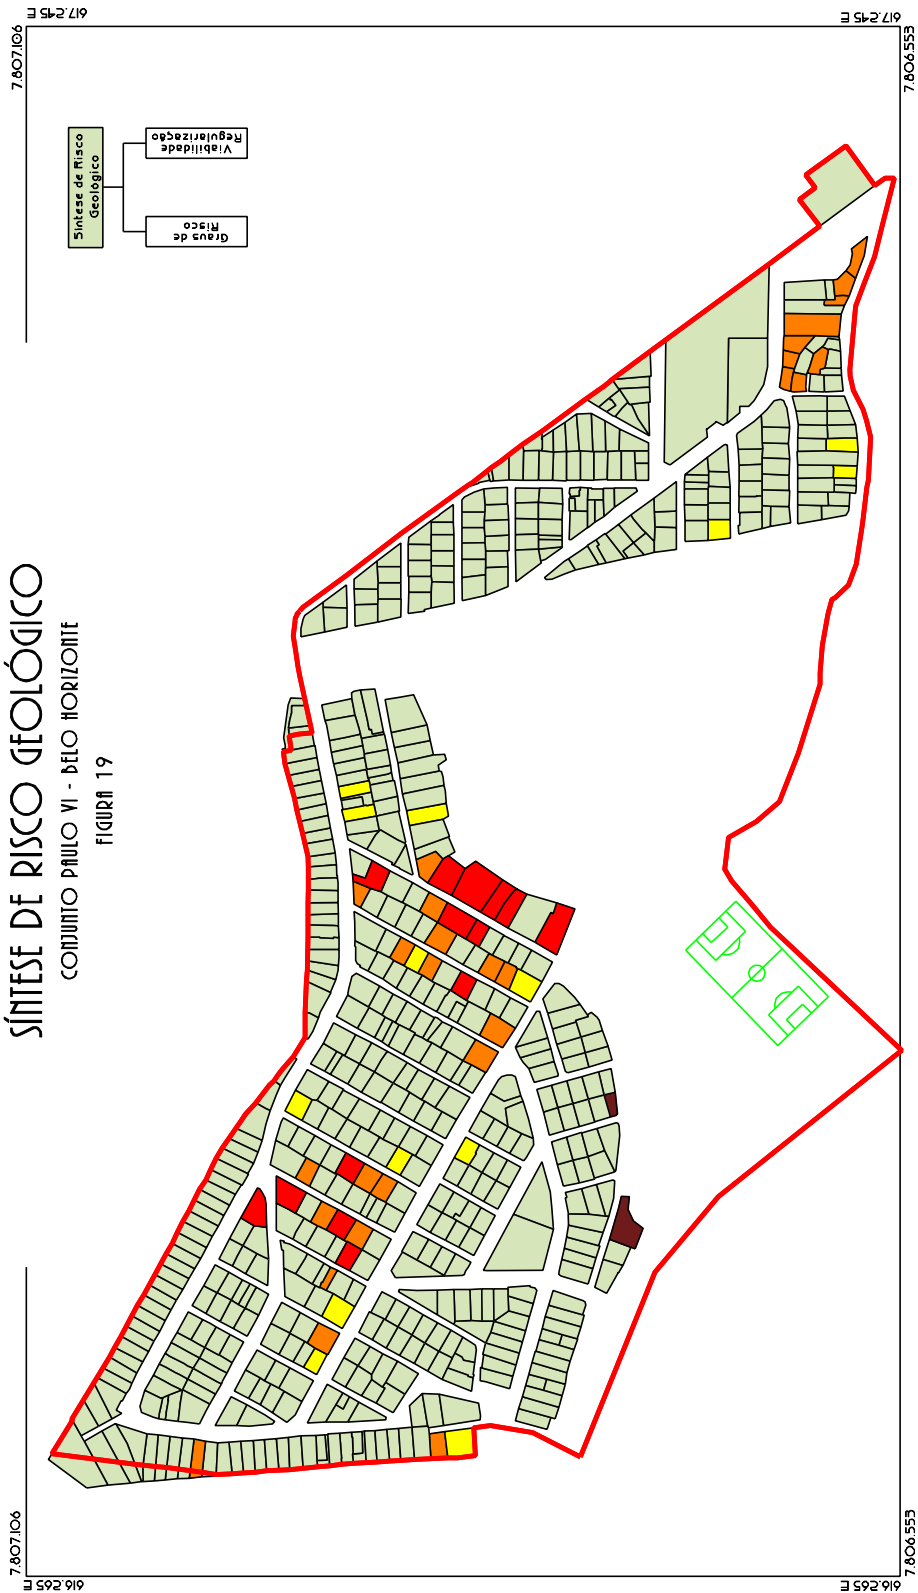 SÍNTESE DE RISCO GEOLÓGICO
CONJUNTO PAULO VI - BELO HORIZONTE
FIGURA 19
Síntese de Risco
Geológico
Graus de
Risco
Viabilidade
Regularização
7.807.106
617.245 E
617.245 E
7.806.553
7.807.106
616.265 E
616.265 E
7.806.553